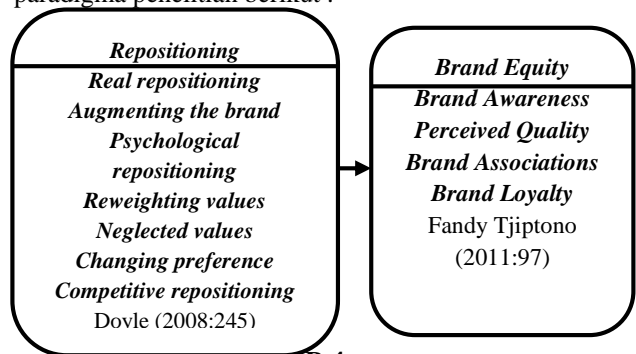 paradigma penelitian berikut :
Repositioning
Real repositioning
Augmenting the brand
Psychological
repositioning
Reweighting values
Neglected values
Changing preference
Competitive repositioning
Doyle (2008:245)
Brand Equity
Brand Awareness
Perceived Quality
Brand Associations
Brand Loyalty
Fandy Tjiptono
(2011:97)